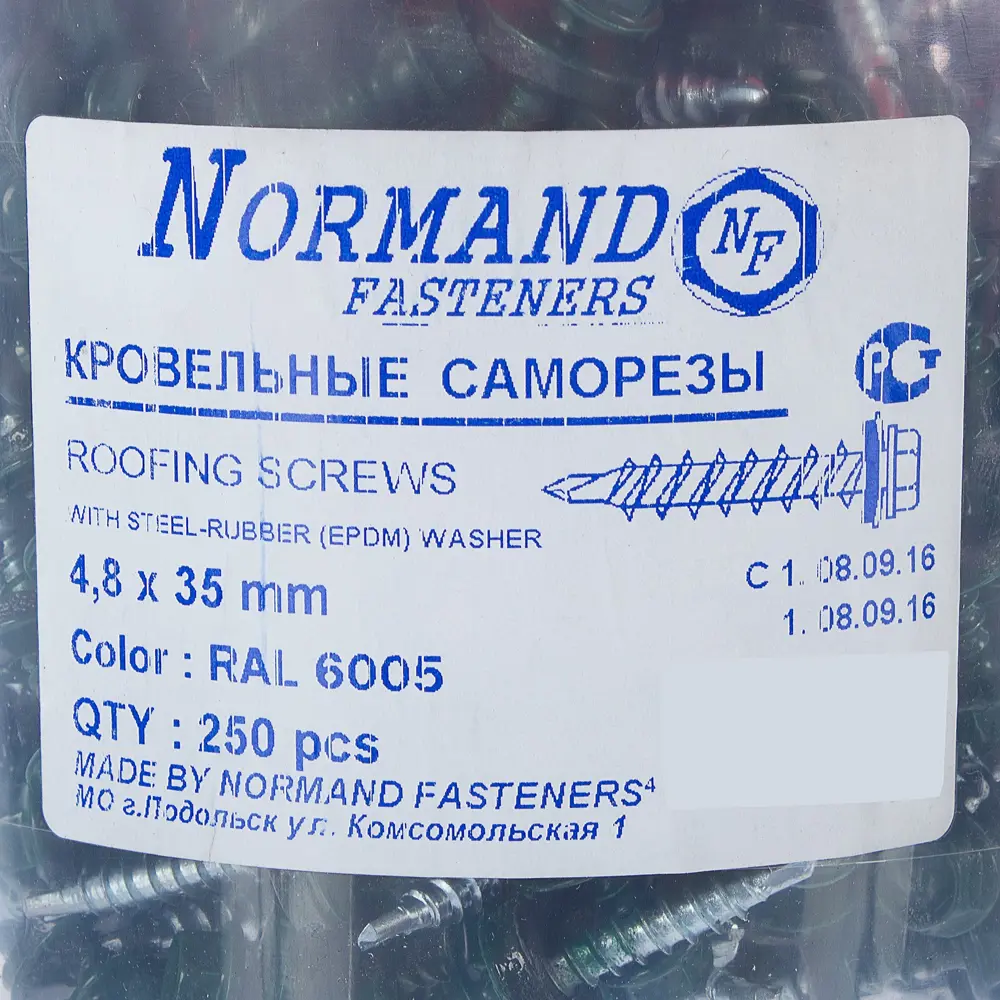 NORMAND
FASTENERS
NF
КРОВЕЛЬНЫЕ САМОРЕЗЫ
РСТ
ROOFING SCREWS
WITH STEEL-RUBBER (EPDM) WASHER
4,8 x 35 mm
C 1. 08.09.16
1. 08.09.16
Color : RAL 6005
QTY : 250 pcs
MADE BY NORMAND FASTENERS⁴
МО г.Подольск ул. Комсомольская 1